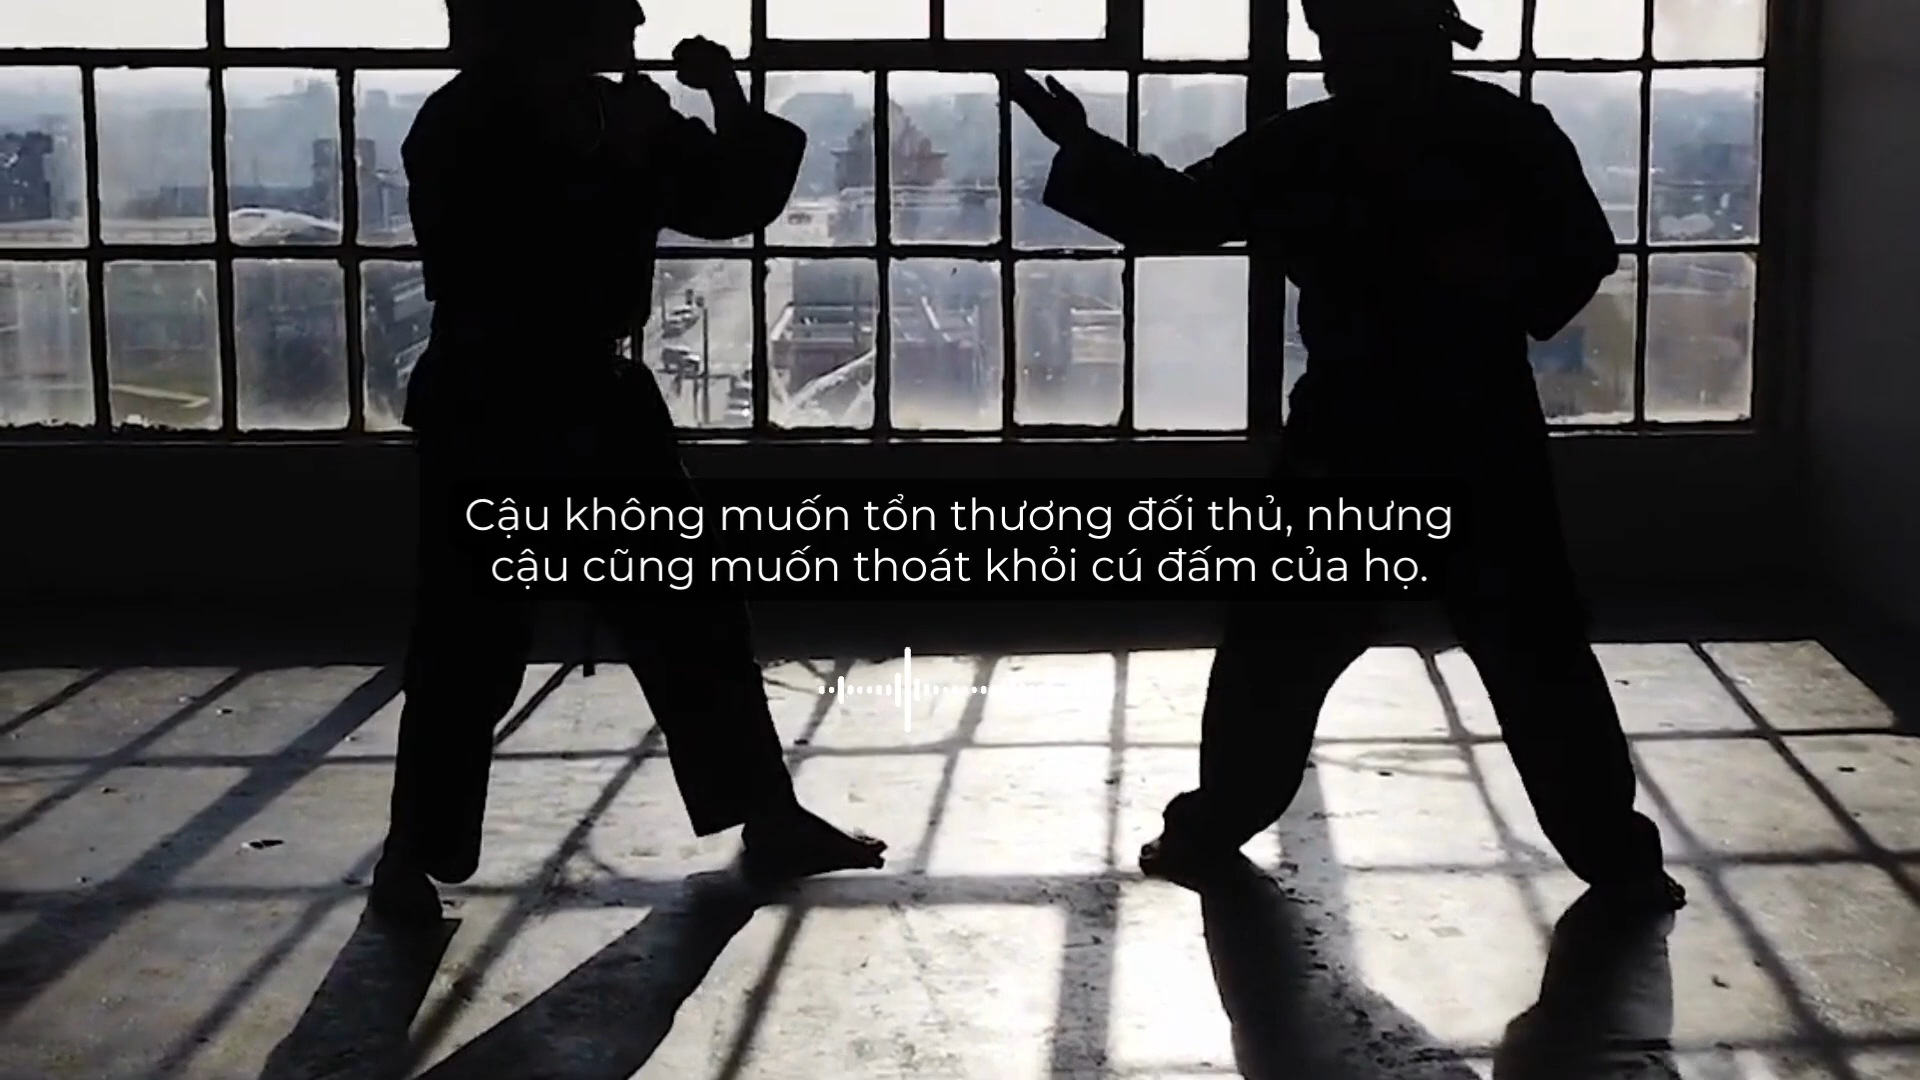 Cậu không muốn tổn thương đối thủ, nhưng
cậu cũng muốn thoát khỏi cú đấm của họ.